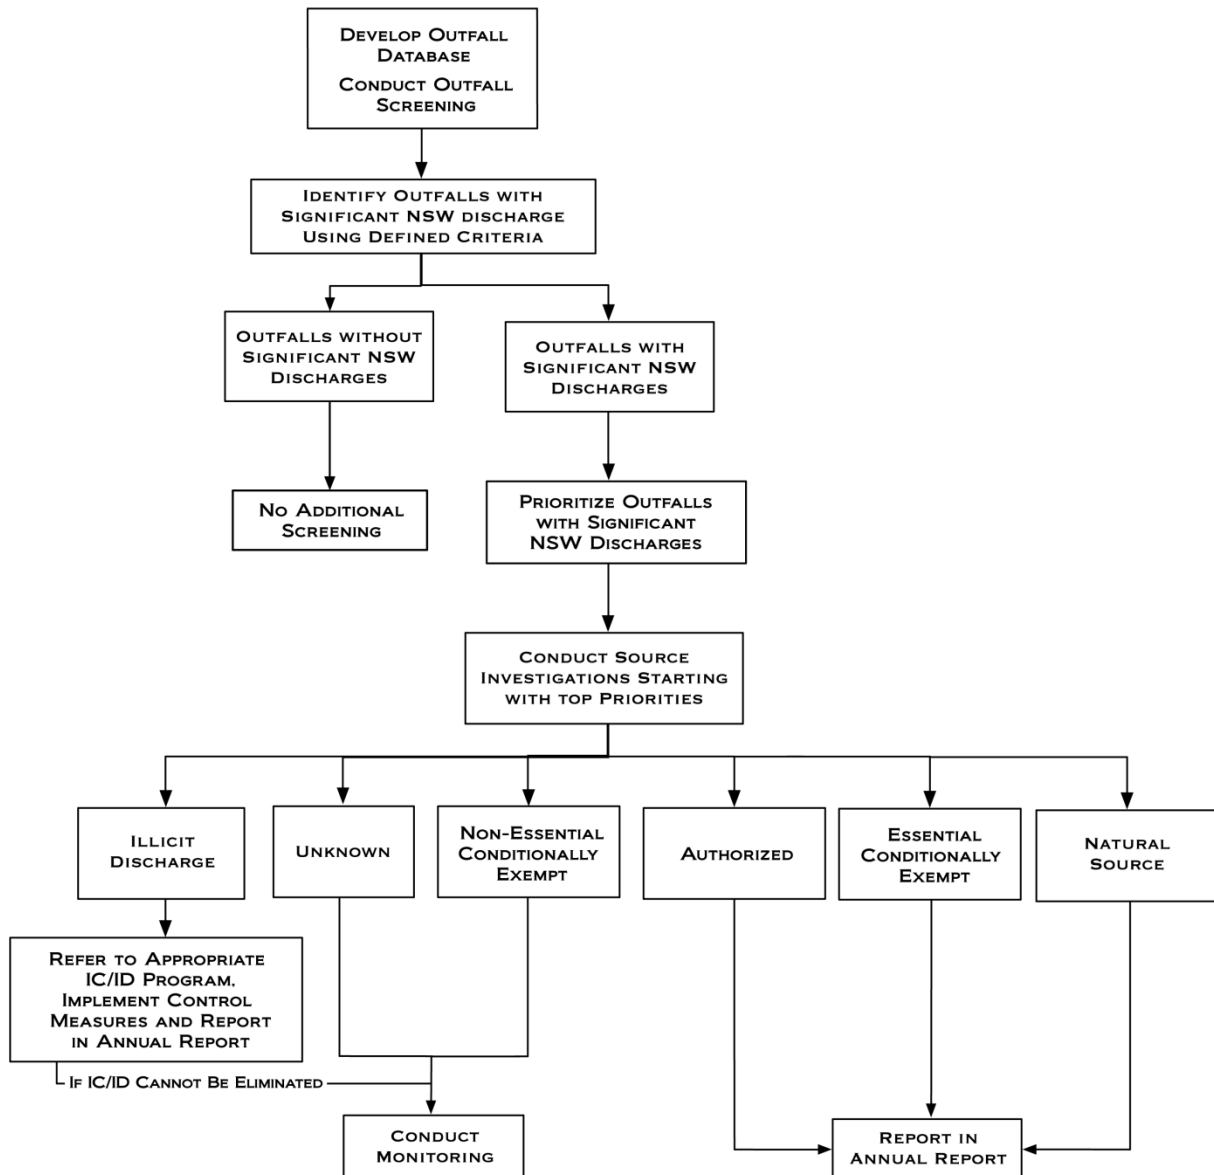 Develop Outfall
Database
Conduct Outfall
Screening
Identify Outfalls with
Significant NSW discharge
Using Defined Criteria
Outfalls without
Significant NSW
Discharges
Outfalls with
Significant NSW
Discharges
No Additional
Screening
Prioritize Outfalls
with Significant
NSW Discharges
Conduct Source
Investigations Starting
with top Priorities
Illicit
Discharge
Unknown
Non-Essential
Conditionally
Exempt
Authorized
Essential
Conditionally
Exempt
Natural
Source
Refer to Appropriate
IC/ID Program,
Implement Control
Measures and Report
in Annual Report
If IC/ID Cannot Be Eliminated
Conduct
Monitoring
Report in
Annual Report